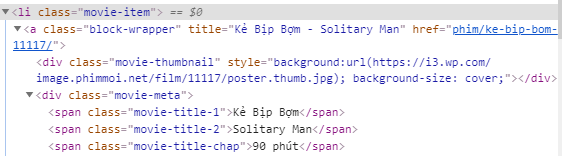 <li class="movie-item"> == $0
<a class="block-wrapper" title="Kẻ Bịp Bợm - Solitary Man" href="phim/ke-bip-bom-
11117/">
<div class="movie-thumbnail" style="background:url(https://i3.wp.com/
image.phimmoi.net/film/11117/poster.thumb.jpg); background-size: cover;"></div>
<div class="movie-meta">
<span class="movie-title-1">Kẻ Bịp Bợm</span>
<span class="movie-title-2">Solitary Man</span>
<span class="movie-title-chap">90 phút</span>